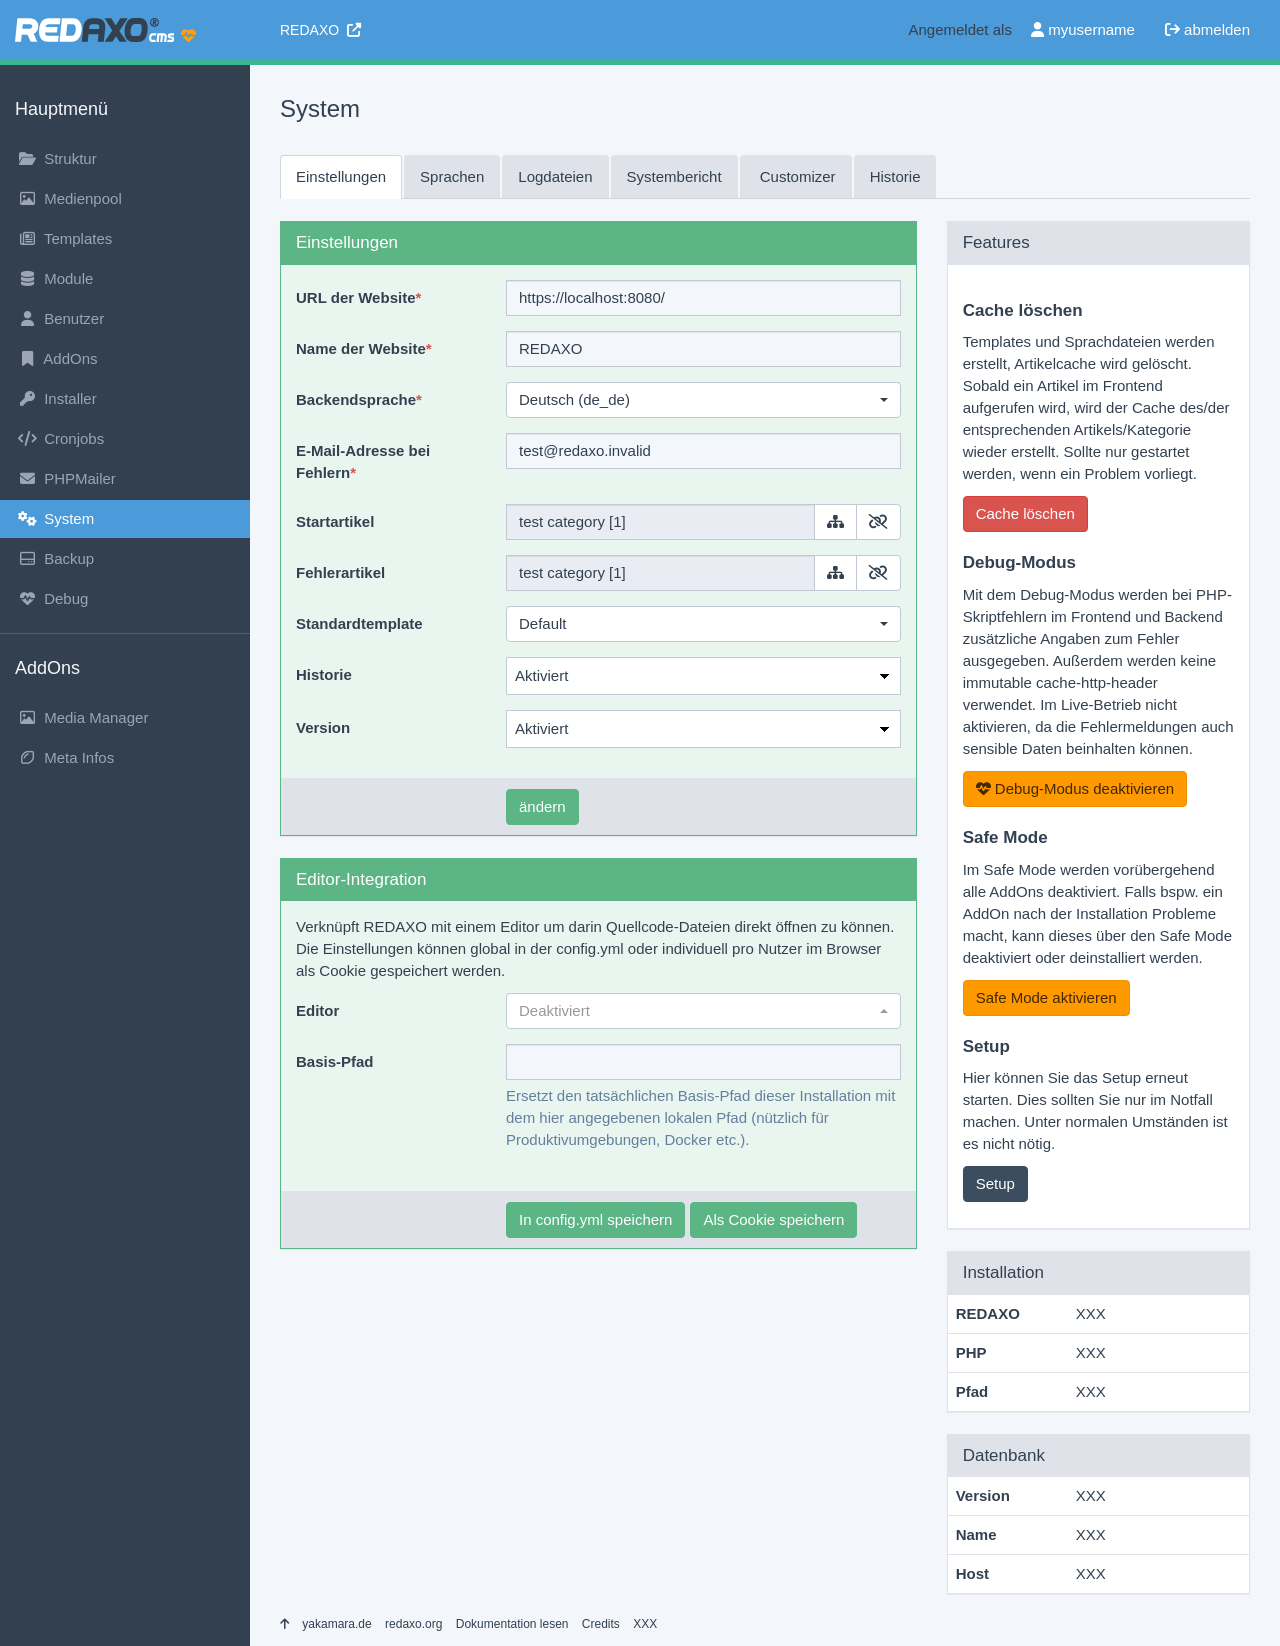 REDAXO® cms
REDAXO
Angemeldet als myusername abmelden
Hauptmenü
Struktur
Medienpool
Templates
Module
Benutzer
AddOns
Installer
Cronjobs
PHPMailer
System
Backup
Debug
AddOns
Media Manager
Meta Infos
System
Einstellungen Sprachen Logdateien Systembericht Customizer Historie
Einstellungen
URL der Website* https://localhost:8080/
Name der Website* REDAXO
Backendsprache* Deutsch (de_de)
E-Mail-Adresse bei test@redaxo.invalid
Fehlern*
Startartikel test category [1]
Fehlerartikel test category [1]
Standardtemplate Default
Historie Aktiviert
Version Aktiviert
ändern
Editor-Integration
Verknüpft REDAXO mit einem Editor um darin Quellcode-Dateien direkt öffnen zu können.
Die Einstellungen können global in der config.yml oder individuell pro Nutzer im Browser
als Cookie gespeichert werden.
Editor Deaktiviert
Basis-Pfad
Ersetzt den tatsächlichen Basis-Pfad dieser Installation mit
dem hier angegebenen lokalen Pfad (nützlich für
Produktivumgebungen, Docker etc.).
In config.yml speichern Als Cookie speichern
Features
Cache löschen
Templates und Sprachdateien werden
erstellt, Artikelcache wird gelöscht.
Sobald ein Artikel im Frontend
aufgerufen wird, wird der Cache des/der
entsprechenden Artikels/Kategorie
wieder erstellt. Sollte nur gestartet
werden, wenn ein Problem vorliegt.
Cache löschen
Debug-Modus
Mit dem Debug-Modus werden bei PHP-
Skriptfehlern im Frontend und Backend
zusätzliche Angaben zum Fehler
ausgegeben. Außerdem werden keine
immutable cache-http-header
verwendet. Im Live-Betrieb nicht
aktivieren, da die Fehlermeldungen auch
sensible Daten beinhalten können.
Debug-Modus deaktivieren
Safe Mode
Im Safe Mode werden vorübergehend
alle AddOns deaktiviert. Falls bspw. ein
AddOn nach der Installation Probleme
macht, kann dieses über den Safe Mode
deaktiviert oder deinstalliert werden.
Safe Mode aktivieren
Setup
Hier können Sie das Setup erneut
starten. Dies sollten Sie nur im Notfall
machen. Unter normalen Umständen ist
es nicht nötig.
Setup
Installation
REDAXO XXX
PHP XXX
Pfad XXX
Datenbank
Version XXX
Name XXX
Host XXX
yakamara.de redaxo.org Dokumentation lesen Credits XXX